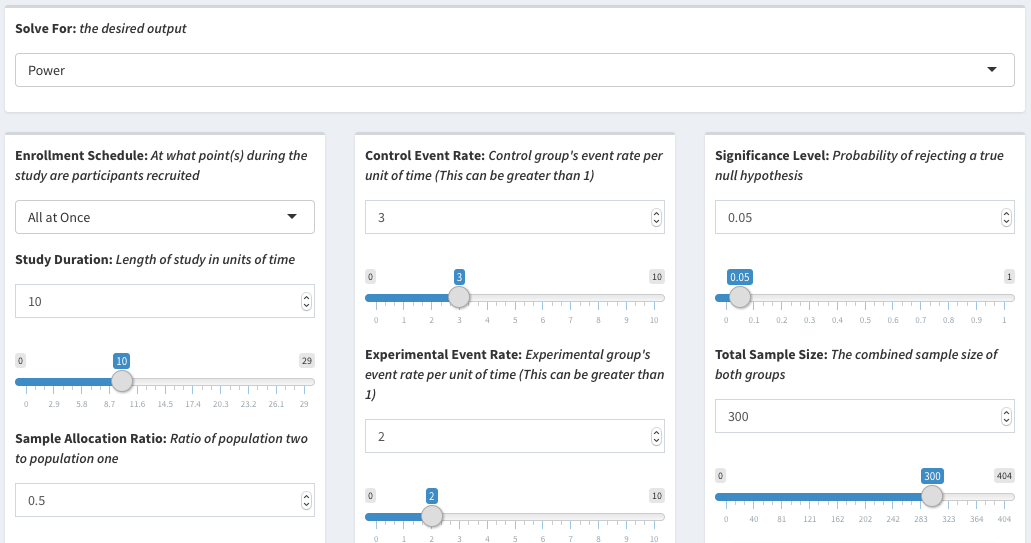 Solve For: the desired output
Power
Enrollment Schedule: At what point(s) during the
study are participants recruited
All at Once
Study Duration: Length of study in units of time
10
0 10 29
0 2.9 5.8 8.7 11.6 14.5 17.4 20.3 23.2 26.1 29
Sample Allocation Ratio: Ratio of population two
to population one
0.5
Control Event Rate: Control group's event rate per
unit of time (This can be greater than 1)
3
0 3 10
0 1 2 3 4 5 6 7 8 9 10
Experimental Event Rate: Experimental group's
event rate per unit of time (This can be greater than
1)
2
0 2 10
0 1 2 3 4 5 6 7 8 9 10
Significance Level: Probability of rejecting a true
null hypothesis
0.05
0.05 1
0 0.1 0.2 0.3 0.4 0.5 0.6 0.7 0.8 0.9 1
Total Sample Size: The combined sample size of
both groups
300
0 300 404
0 40 81 121 162 202 242 283 323 364 404